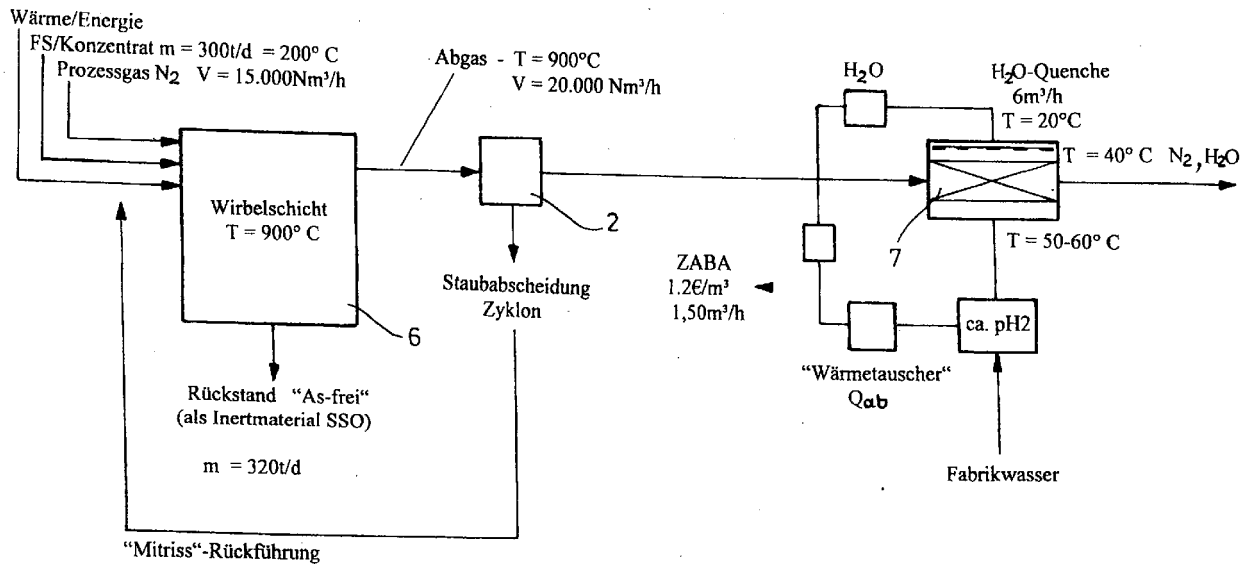 Wärme/Energie
FS/Konzentrat m = 300t/d = 200° C
Prozessgas N₂ V = 15.000Nm³/h
Abgas - T = 900°C
V = 20.000 Nm³/h
H₂O
H₂O-Quenche
6m³/h
T = 20°C
T = 40° C N₂, H₂O
Wirbelschicht
T = 900° C
2
7
T = 50-60° C
Staubabscheidung
Zyklon
ZABA
1.2€/m³
1,50m³/h
6
ca. pH2
Rückstand “As-frei“
(als Inertmaterial SSO)
“Wärmetauscher“
Qab
m = 320t/d
Fabrikwasser
“Mitriss“-Rückführung